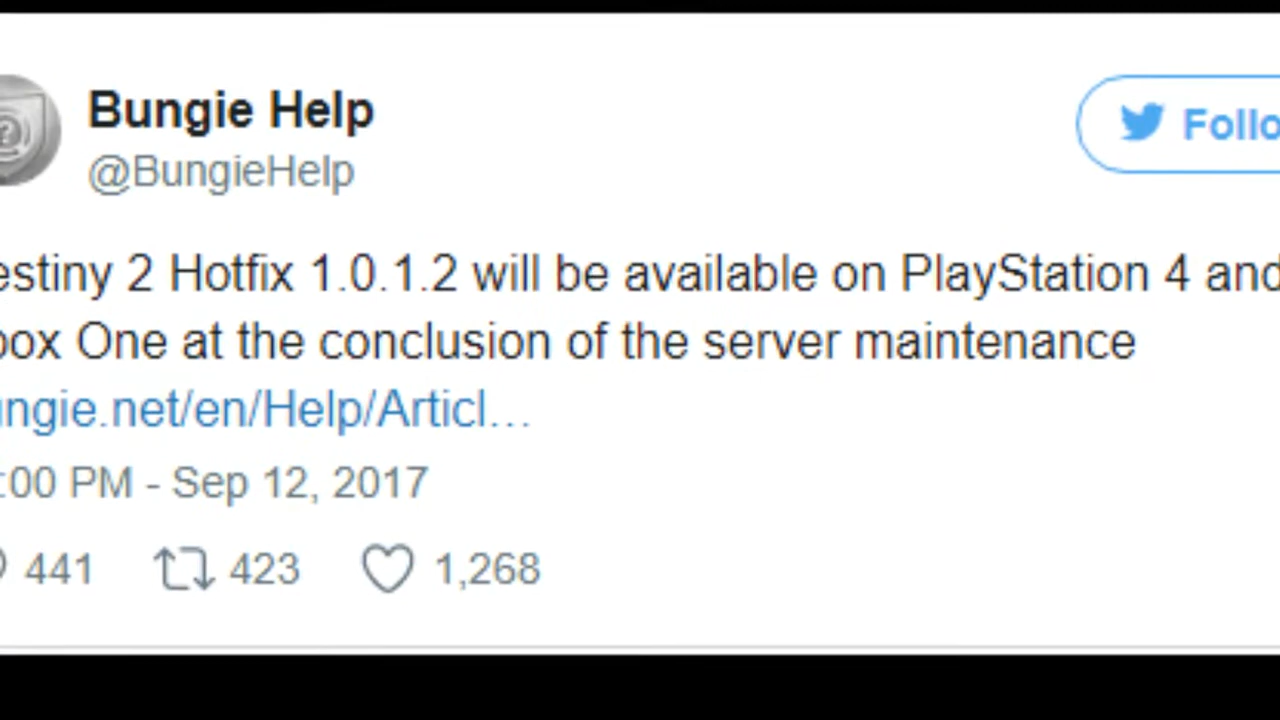 Bungie Help
Follo
@BungieHelp
estiny 2 Hotfix 1.0.1.2 will be available on PlayStation 4 and
box One at the conclusion of the server maintenance
ungie.net/en/Help/Articl…
:00 PM - Sep 12, 2017
441 423 1,268